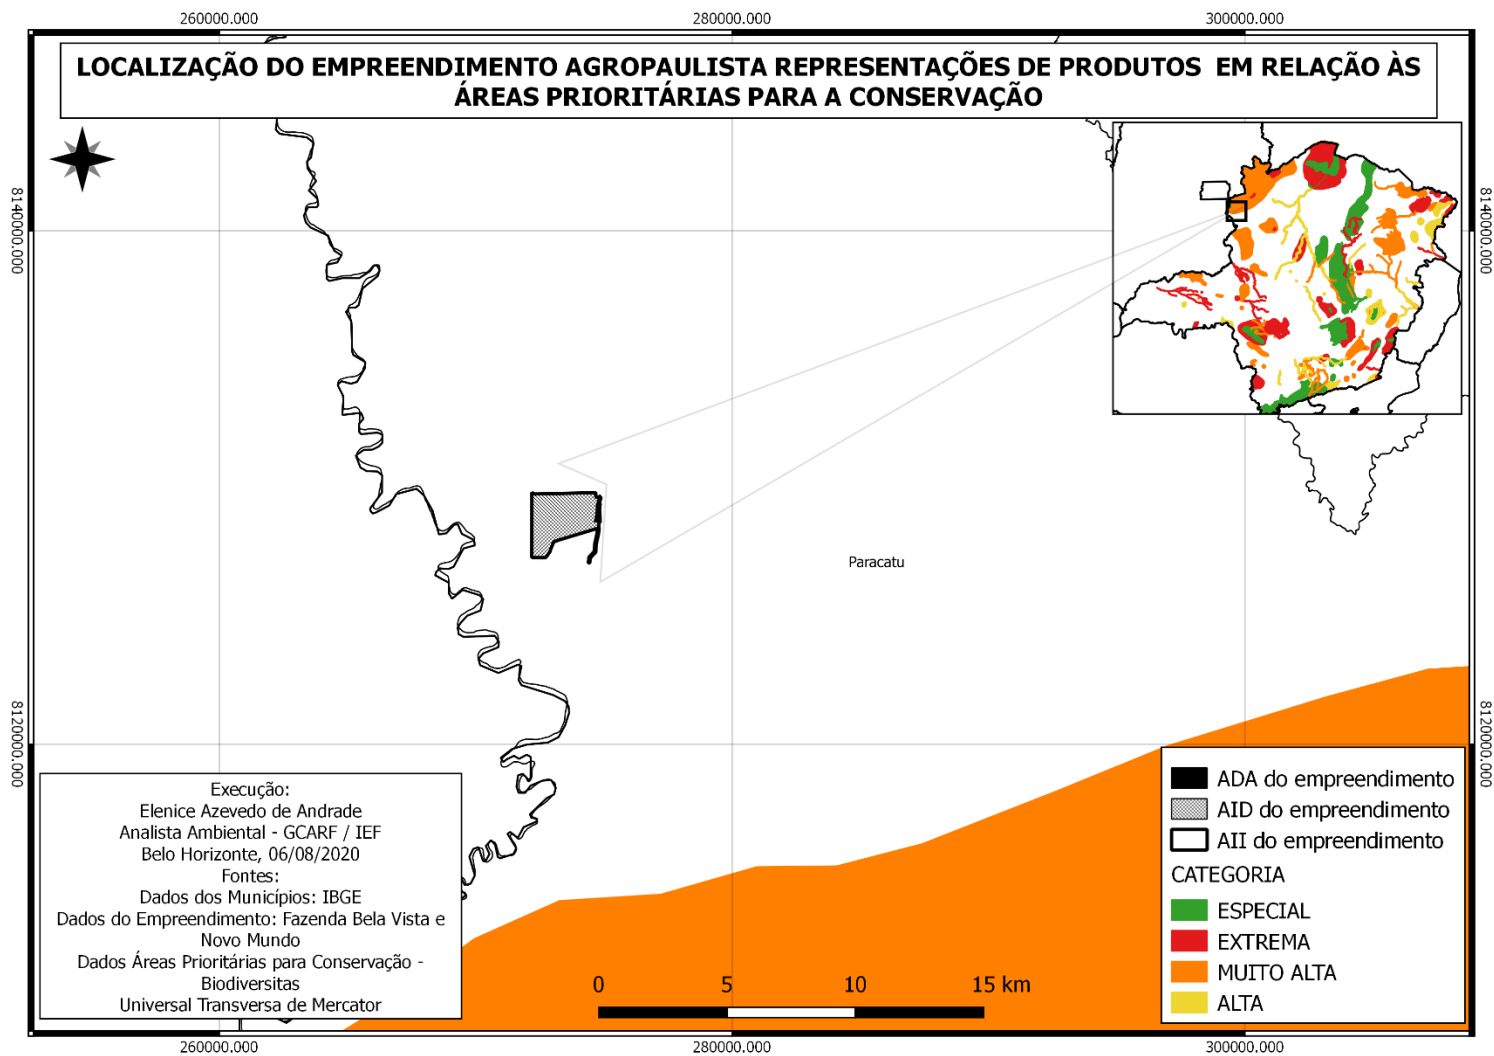 260000.000
280000.000
300000.000
LOCALIZAÇÃO DO EMPREENDIMENTO AGROPAULISTA REPRESENTAÇÕES DE PRODUTOS  EM RELAÇÃO ÀS
ÁREAS PRIORITÁRIAS PARA A CONSERVAÇÃO
8140000.000
8140000.000
Paracatu
8120000.000
8120000.000
Execução:
Elenice Azevedo de Andrade
Analista Ambiental - GCARF / IEF
Belo Horizonte, 06/08/2020
Fontes:
Dados dos Municípios: IBGE
Dados do Empreendimento: Fazenda Bela Vista e
Novo Mundo
Dados Áreas Prioritárias para Conservação -
Biodiversitas
Universal Transversa de Mercator
0 5 10 15 km
ADA do empreendimento
AID do empreendimento
AII do empreendimento
CATEGORIA
ESPECIAL
EXTREMA
MUITO ALTA
ALTA
260000.000
280000.000
300000.000